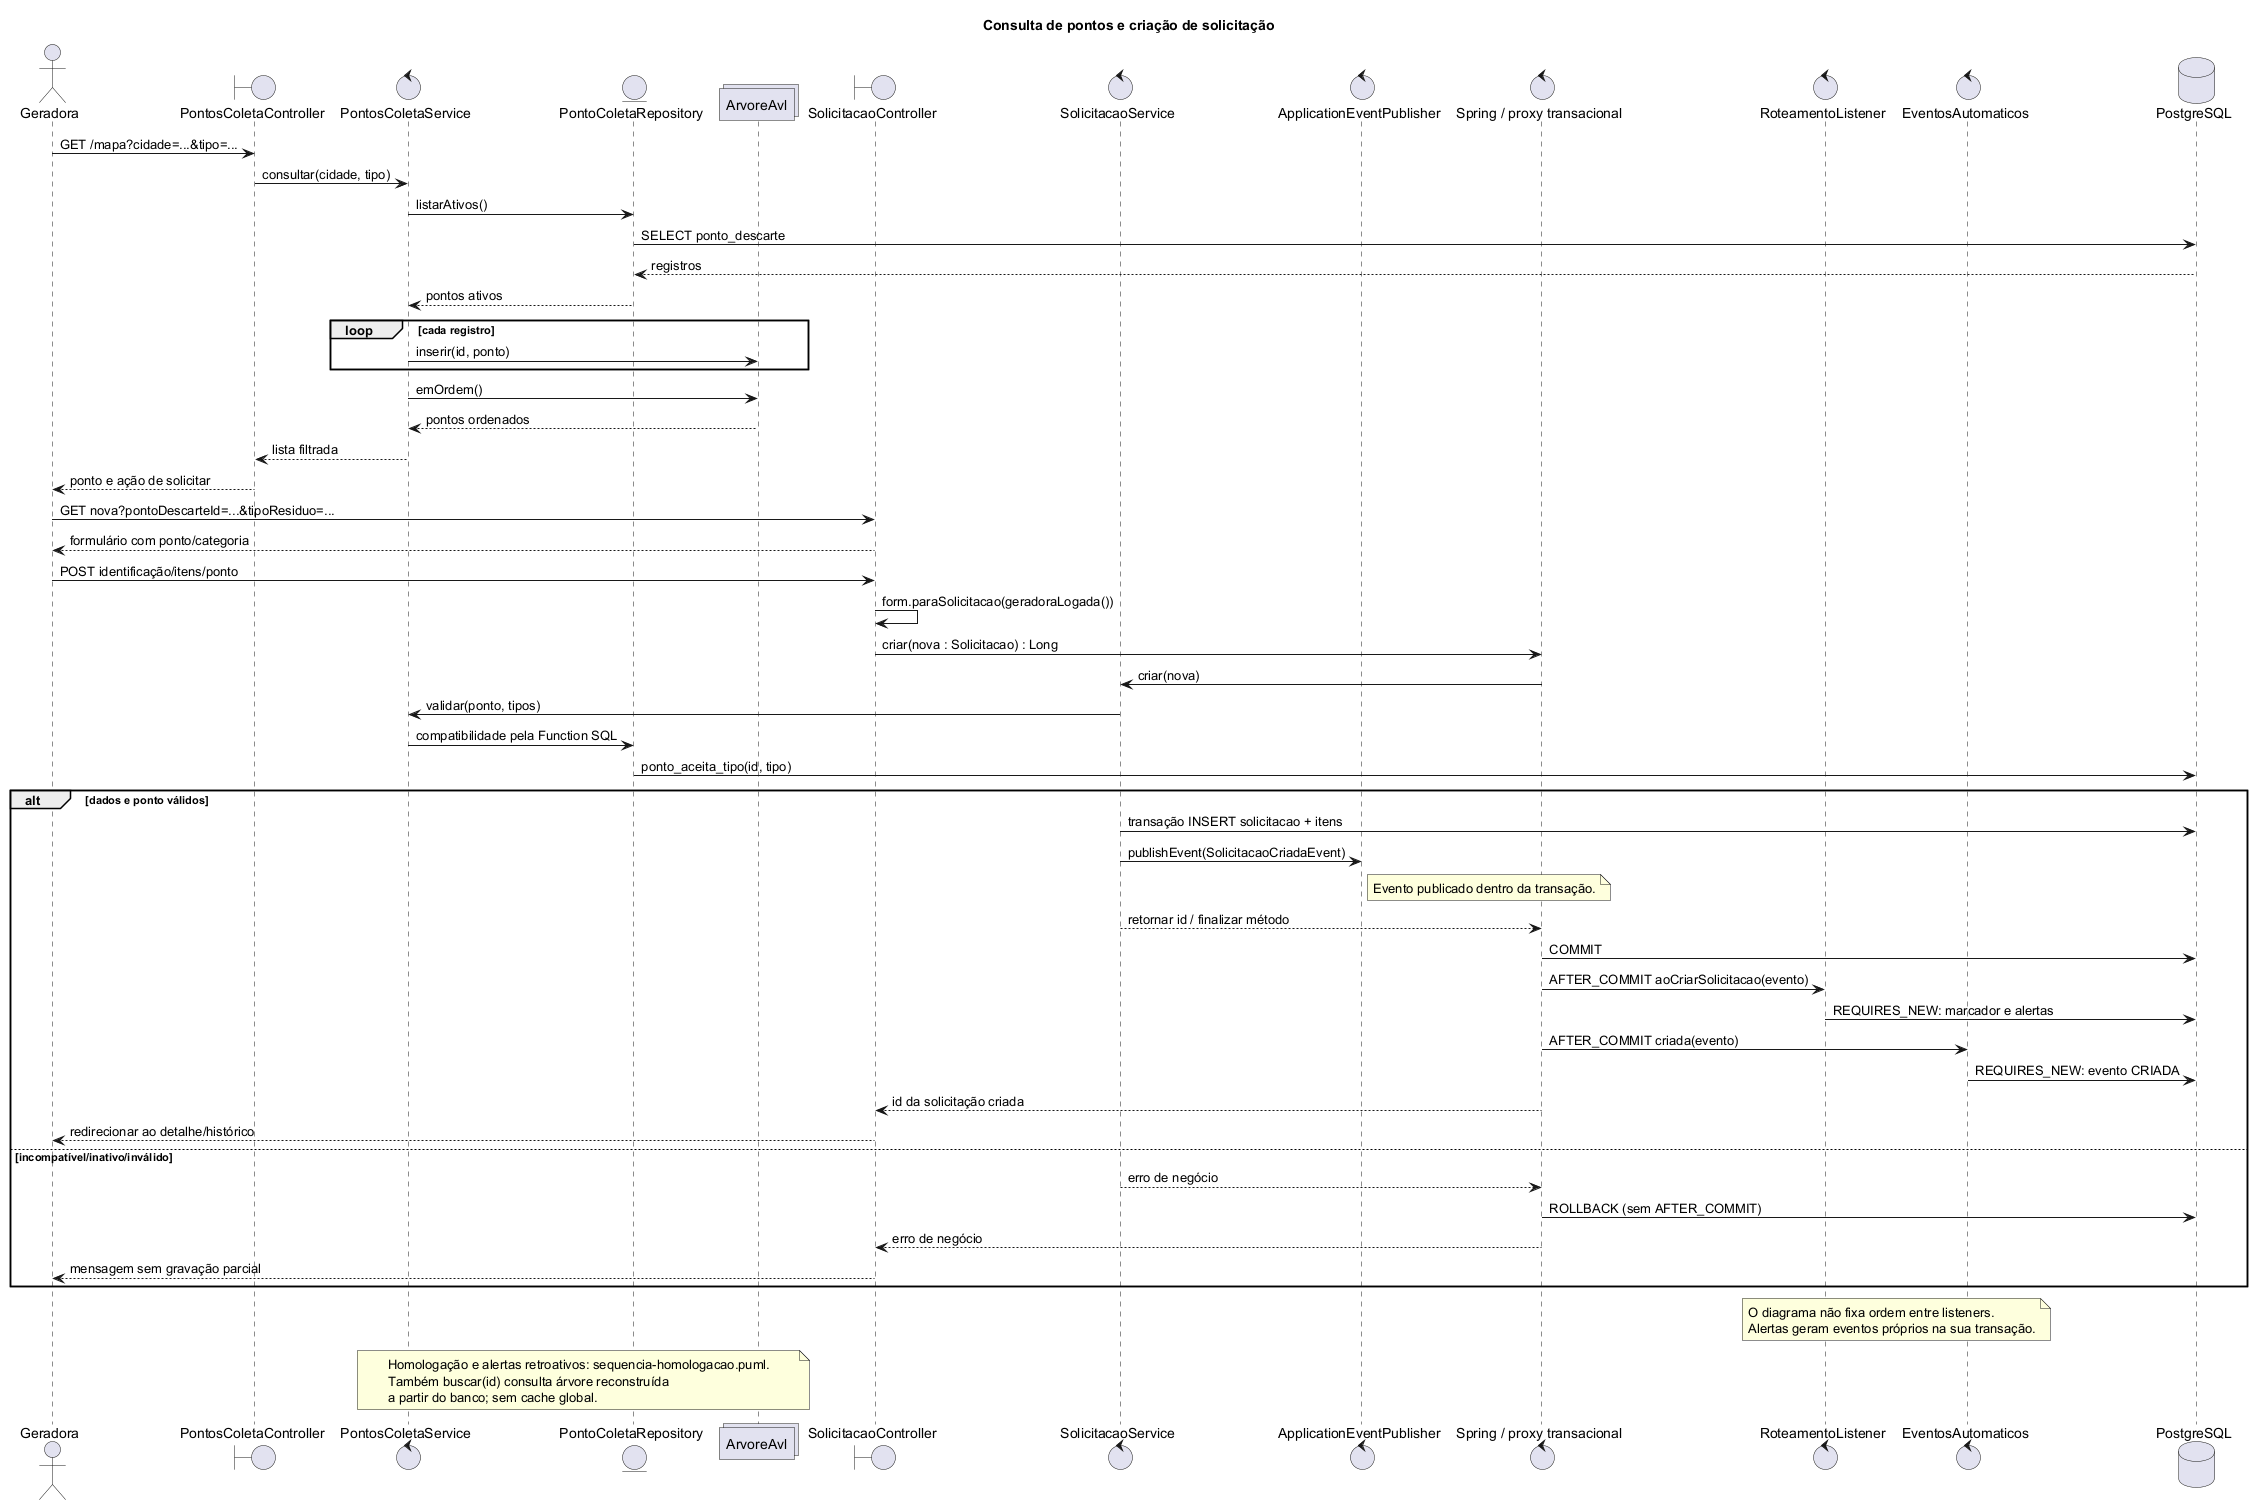 Consulta de pontos e criação de solicitação
Geradora
PontosColetaController
PontosColetaService
PontoColetaRepository
ArvoreAvl
SolicitacaoController
SolicitacaoService
ApplicationEventPublisher
Spring / proxy transacional
RoteamentoListener
EventosAutomaticos
PostgreSQL
GET /mapa?cidade=...&tipo=...
consultar(cidade, tipo)
listarAtivos()
SELECT ponto_descarte
registros
pontos ativos
loop
[cada registro]
inserir(id, ponto)
emOrdem()
pontos ordenados
lista filtrada
ponto e ação de solicitar
GET nova?pontoDescarteId=...&tipoResiduo=...
formulário com ponto/categoria
POST identificação/itens/ponto
form.paraSolicitacao(geradoraLogada())
criar(nova : Solicitacao) : Long
criar(nova)
validar(ponto, tipos)
compatibilidade pela Function SQL
ponto_aceita_tipo(id, tipo)
alt
[dados e ponto válidos]
transação INSERT solicitacao + itens
publishEvent(SolicitacaoCriadaEvent)
Evento publicado dentro da transação.
retornar id / finalizar método
COMMIT
AFTER_COMMIT aoCriarSolicitacao(evento)
REQUIRES_NEW: marcador e alertas
AFTER_COMMIT criada(evento)
REQUIRES_NEW: evento CRIADA
id da solicitação criada
redirecionar ao detalhe/histórico
[incompatível/inativo/inválido]
erro de negócio
ROLLBACK (sem AFTER_COMMIT)
erro de negócio
mensagem sem gravação parcial
O diagrama não fixa ordem entre listeners.
Alertas geram eventos próprios na sua transação.
Homologação e alertas retroativos: sequencia-homologacao.puml.
Também buscar(id) consulta árvore reconstruída
a partir do banco; sem cache global.
Geradora
PontosColetaController
PontosColetaService
PontoColetaRepository
ArvoreAvl
SolicitacaoController
SolicitacaoService
ApplicationEventPublisher
Spring / proxy transacional
RoteamentoListener
EventosAutomaticos
PostgreSQL